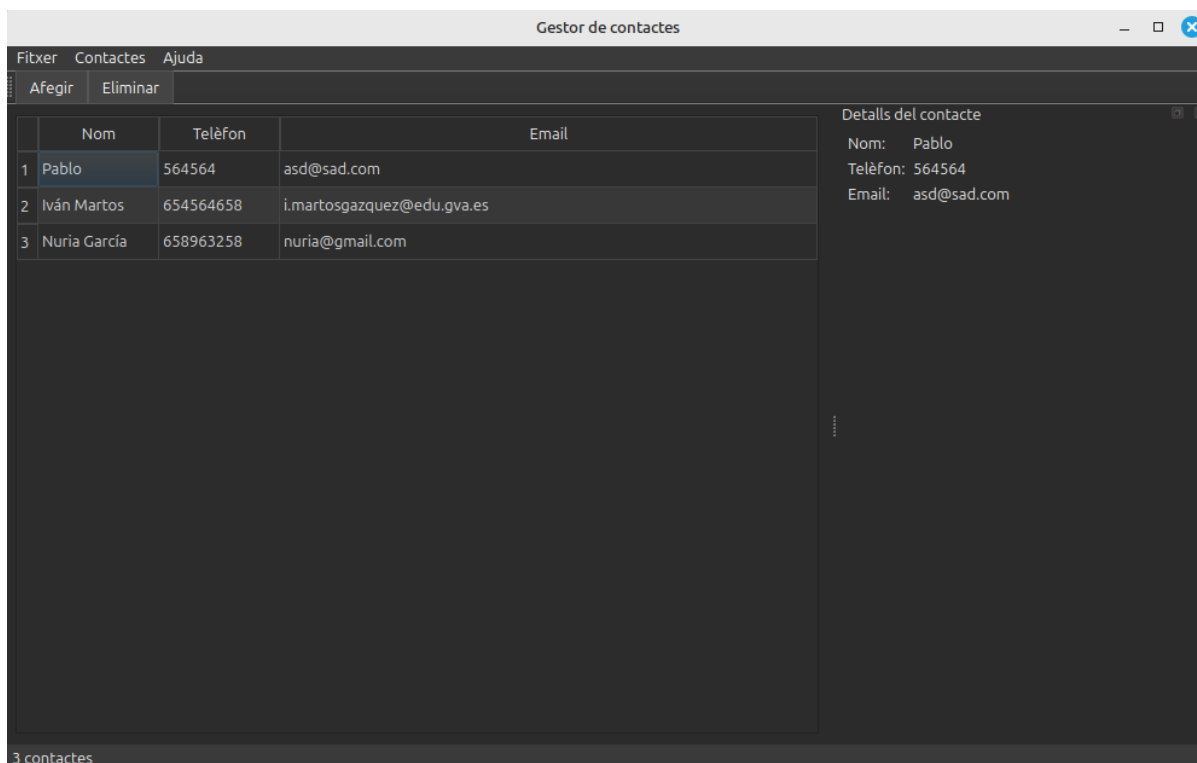 Gestor de contactes
Fitxer Contactes Ajuda
Afegir Eliminar
Nom Telèfon Email
1 Pablo 564564 asd@sad.com
2 Iván Martos 654564658 i.martosgazquez@edu.gva.es
3 Nuria García 658963258 nuria@gmail.com
Detalls del contacte
Nom: Pablo
Telèfon: 564564
Email: asd@sad.com
3 contactes